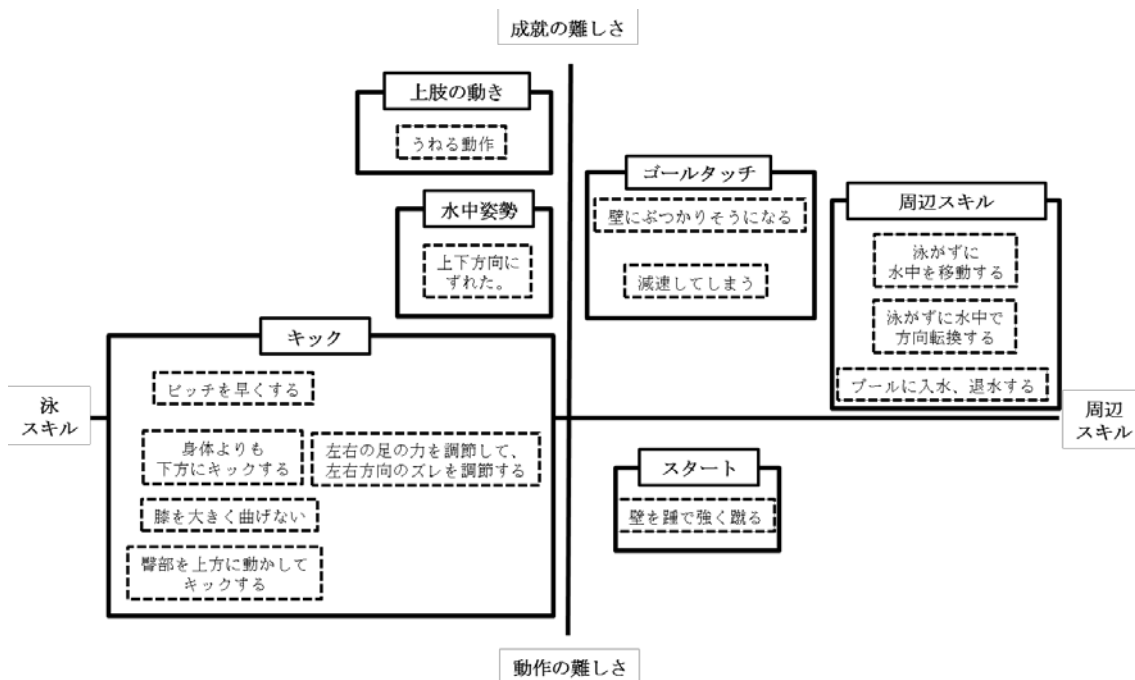 成就の難しさ
上肢の動き
うねる動作
水中姿勢
上下方向に
ずれた。
ゴールタッチ
壁にぶつかりそうになる
減速してしまう
周辺スキル
泳がずに
水中を移動する
泳がずに水中で
方向転換する
プールに入水、退水する
キック
ピッチを早くする
身体よりも
下方にキックする
左右の足の力を調節して、
左右方向のズレを調節する
膝を大きく曲げない
臀部を上方に動かして
キックする
泳
スキル
周辺
スキル
スタート
壁を踵で強く蹴る
動作の難しさ